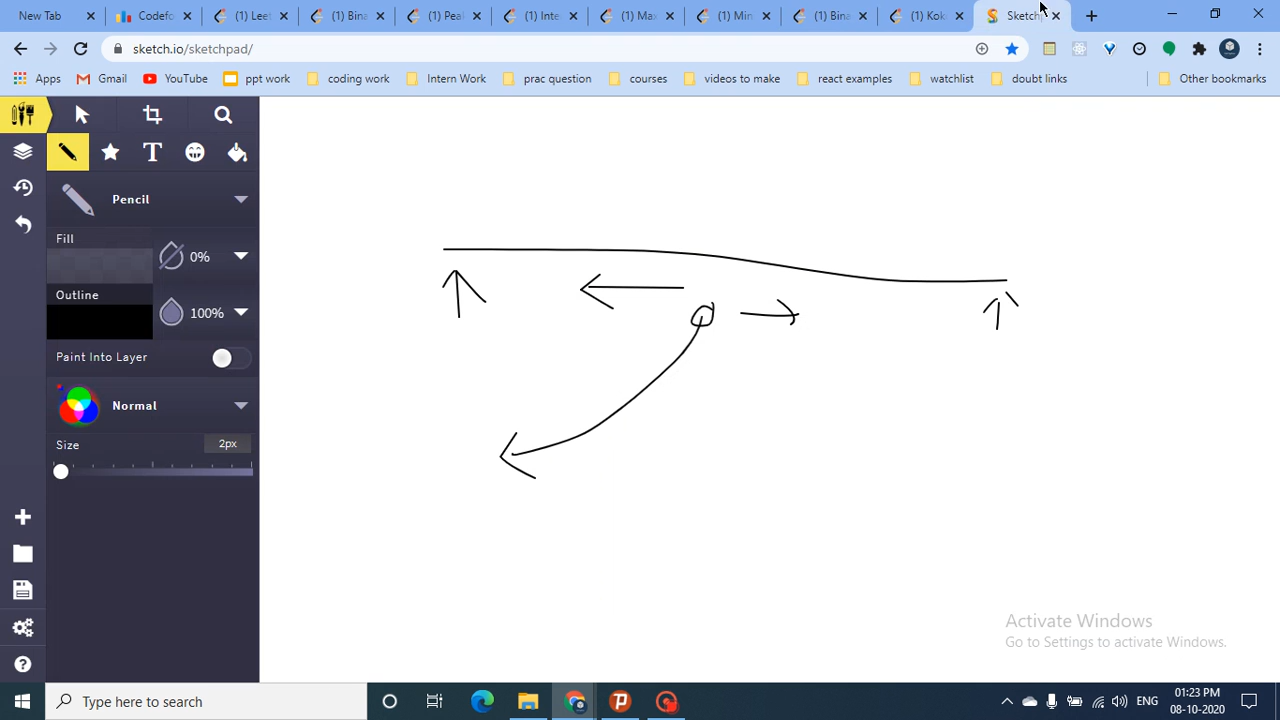 New Tab Codefo (1) Leet (1) Bina (1) Peak (1) Inte (1) Max (1) Min (1) Bina (1) Kok Sketch
sketch.io/sketchpad/
Apps Gmail YouTube ppt work coding work Intern Work prac question courses videos to make react examples watchlist doubt links Other bookmarks
Pencil
Fill
0%
Outline
100%
Paint Into Layer
Normal
Size
2px
Activate Windows
Go to Settings to activate Windows.
Type here to search
ENG
01:23 PM
08-10-2020